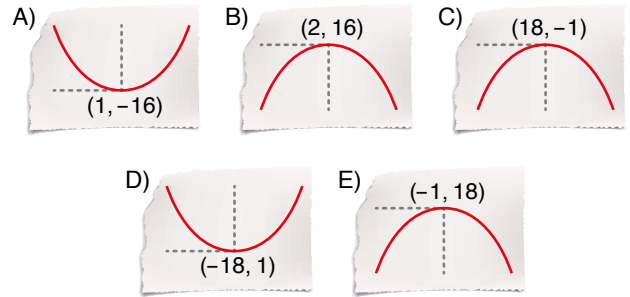 A)
(1, −16)
B)
(2, 16)
C)
(18, −1)
D)
(−18, 1)
E)
(−1, 18)